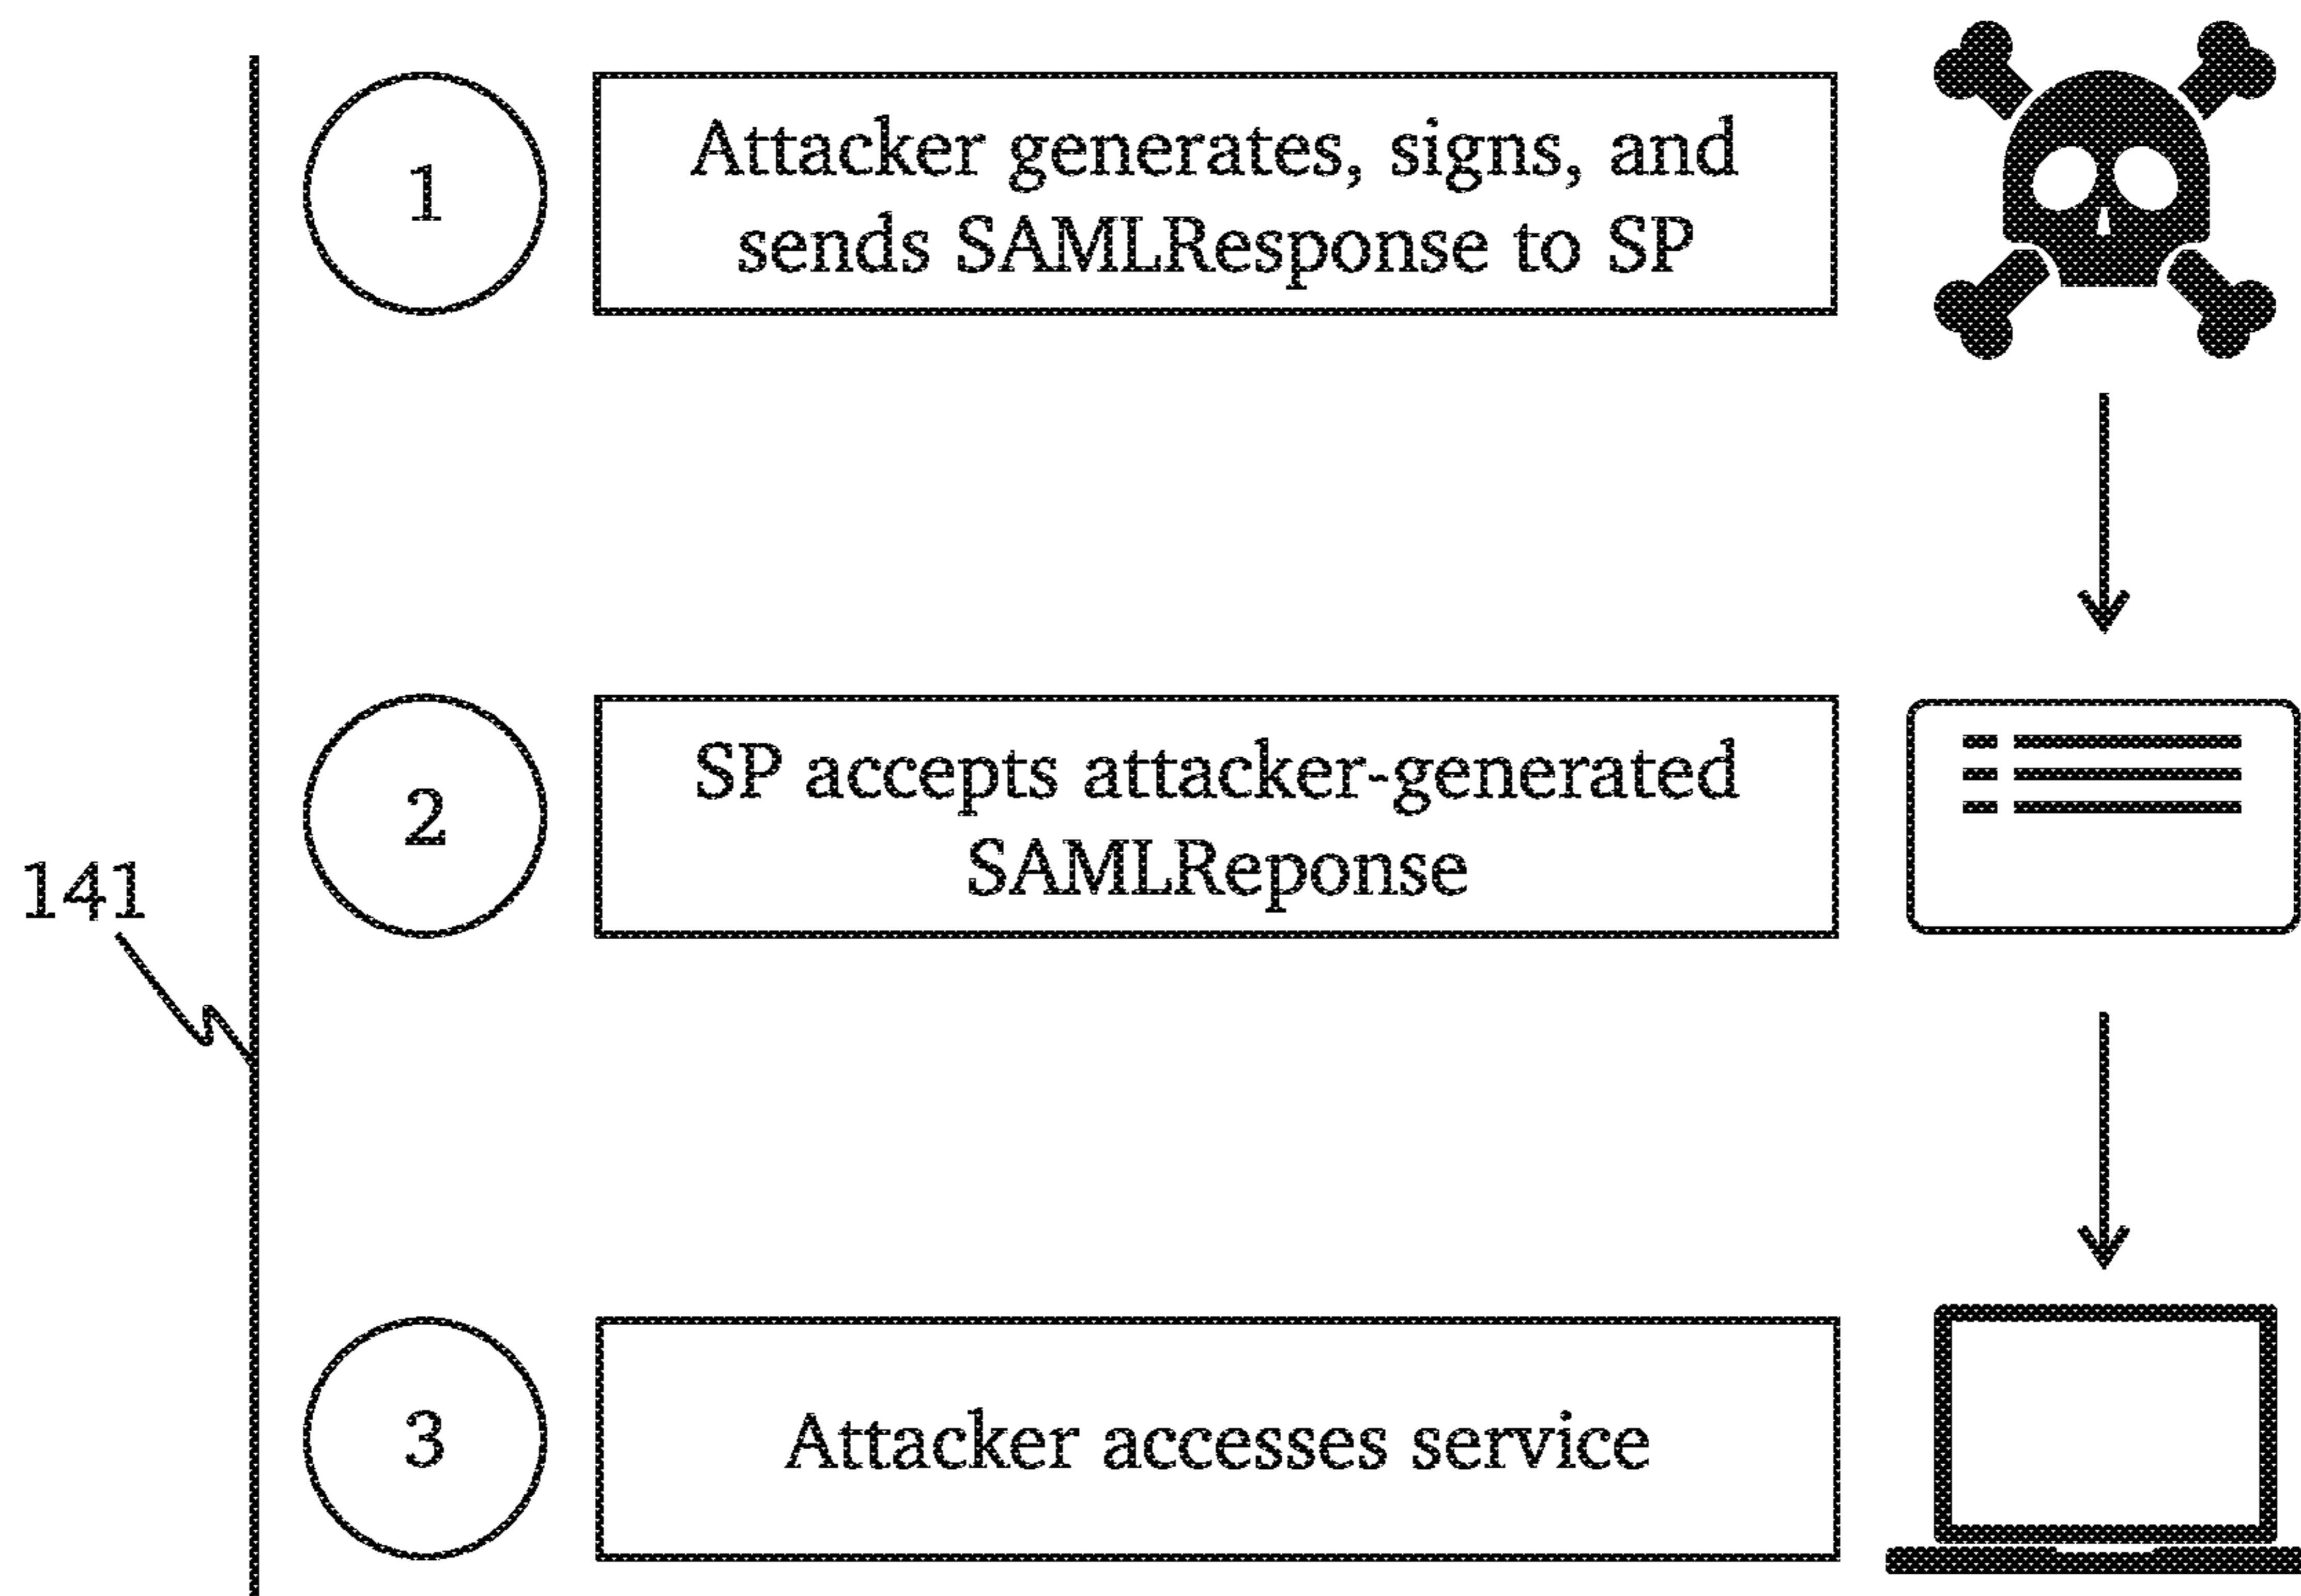 1
Attacker generates, signs, and
sends SAMLResponse to SP
2
SP accepts attacker-generated
SAMLReponse
141
3
Attacker accesses service